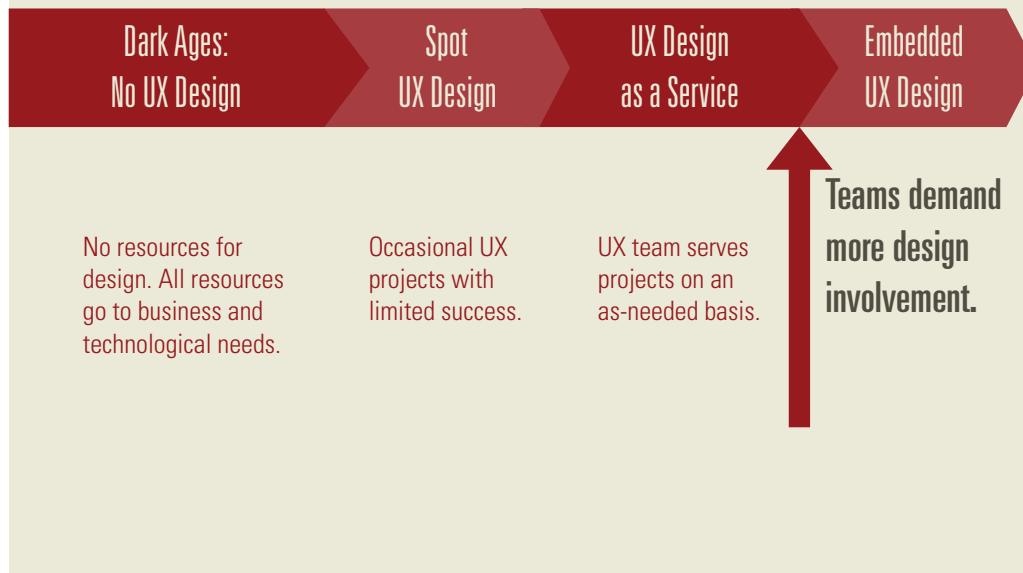 Dark Ages:
No UX Design
Spot
UX Design
UX Design
as a Service
Embedded
UX Design
No resources for
design. All resources
go to business and
technological needs.
Occasional UX
projects with
limited success.
UX team serves
projects on an
as-needed basis.
Teams demand
more design
involvement.